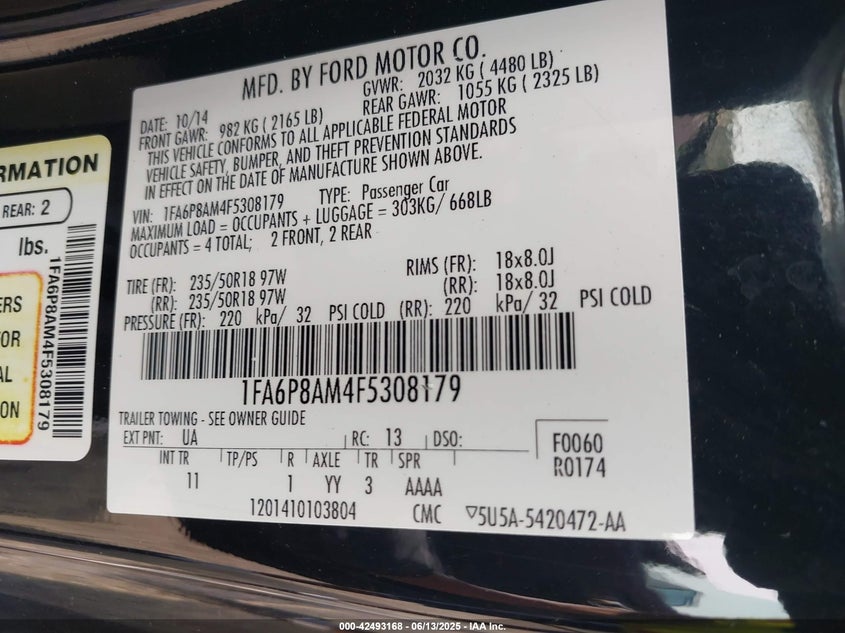 MFD. BY FORD MOTOR CO.
DATE: 10/14
GVWR: 2032 KG ( 4480 LB)
FRONT GAWR: 982 KG ( 2165 LB)
REAR GAWR: 1055 KG ( 2325 LB)
THIS VEHICLE CONFORMS TO ALL APPLICABLE FEDERAL MOTOR
VEHICLE SAFETY, BUMPER, AND THEFT PREVENTION STANDARDS
IN EFFECT ON THE DATE OF MANUFACTURE SHOWN ABOVE.
VIN: 1FA6P8AM4F5308179 TYPE: Passenger Car
MAXIMUM LOAD = OCCUPANTS + LUGGAGE = 303KG/ 668LB
OCCUPANTS = 4 TOTAL; 2 FRONT, 2 REAR
TIRE (FR): 235/50R18 97W RIMS (FR): 18x8.0J
(RR): 235/50R18 97W (RR): 18x8.0J
PRESSURE (FR): 220 kPa/ 32 PSI COLD (RR): 220 kPa/ 32 PSI COLD
1FA6P8AM4F5308179
TRAILER TOWING - SEE OWNER GUIDE
EXT PNT: UA RC: 13 DSO:
INT TR TP/PS R AXLE TR SPR
11 1 YY 3 AAAA
F0060
R0174
1201410103804 CMC ▽5U5A-5420472-AA
RMATION
REAR: 2
lbs.
1FA6P8AM4F5308179
ERS
TOR
AL
ON
000-42493168 - 06/13/2025 - IAA Inc.